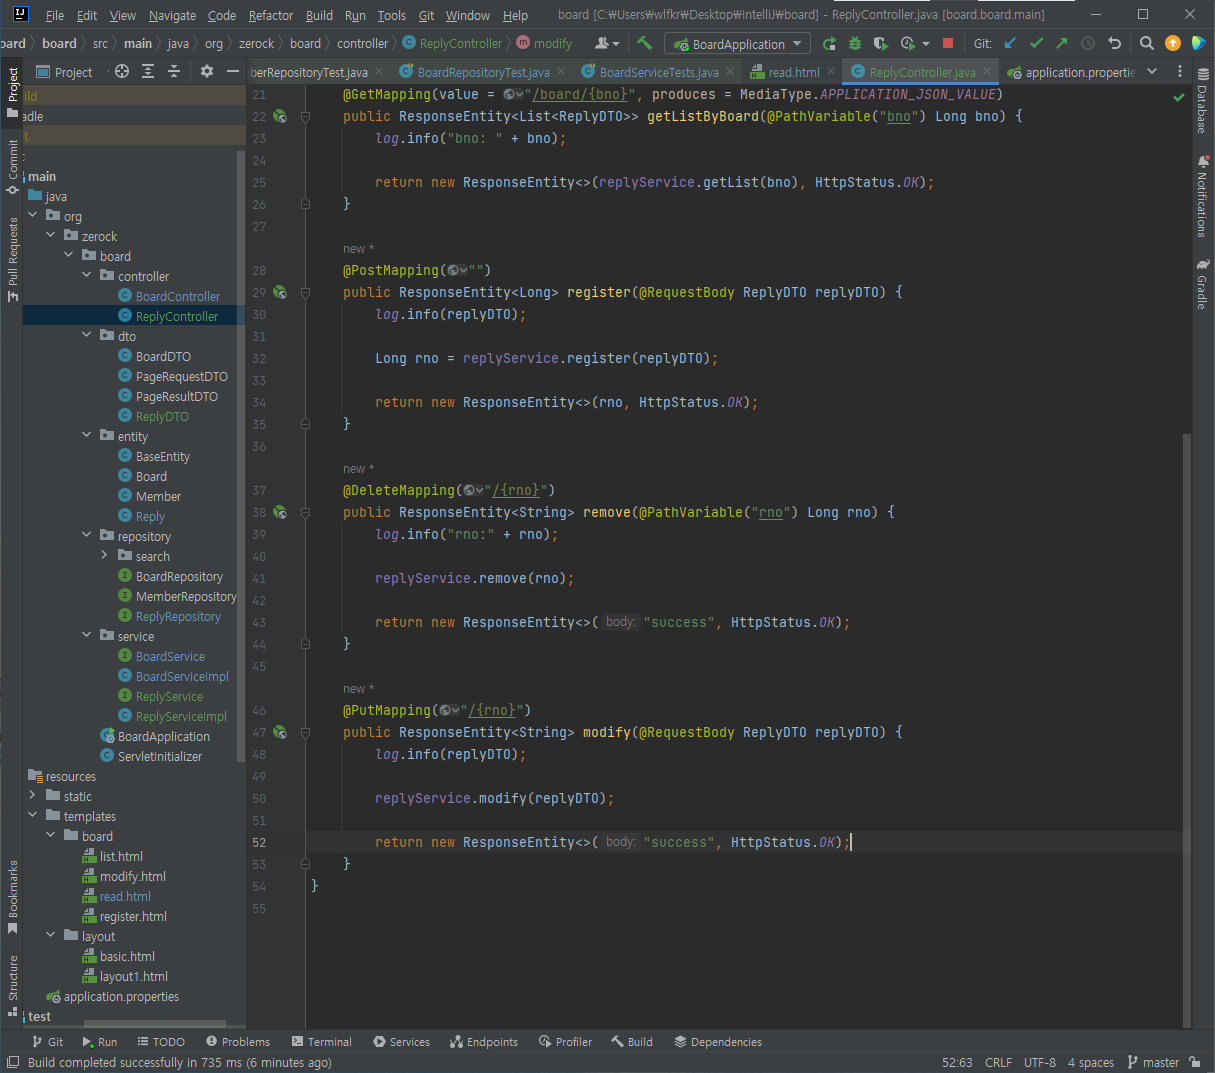 File Edit View Navigate Code Refactor Build Run Tools Git Window Help board [C:₩Users₩wlfkr₩Desktop₩IntelliJ₩board] - ReplyController.java [board.board.main]
oard board src main java org zerock board controller ReplyController modify BoardApplication Git:
Project berRepositoryTest.java BoardRepositoryTest.java BoardServiceTests.java read.html ReplyController.java application.propertie
Project
Commit
Pull Requests
Bookmarks
Structure
ild
adle
t
main
java
org
zerock
board
controller
BoardController
ReplyController
dto
BoardDTO
PageRequestDTO
PageResultDTO
ReplyDTO
entity
BaseEntity
Board
Member
Reply
repository
search
BoardRepository
MemberRepository
ReplyRepository
service
BoardService
BoardServiceImpl
ReplyService
ReplyServiceImpl
BoardApplication
ServletInitializer
resources
static
templates
board
list.html
modify.html
read.html
register.html
layout
basic.html
layout1.html
application.properties
test
21 @GetMapping(value = "/board/{bno}", produces = MediaType.APPLICATION_JSON_VALUE)
22 public ResponseEntity<List<ReplyDTO>> getListByBoard(@PathVariable("bno") Long bno) {
23 log.info("bno: " + bno);
24
25 return new ResponseEntity<>(replyService.getList(bno), HttpStatus.OK);
26 }
27
new *
28 @PostMapping("")
29 public ResponseEntity<Long> register(@RequestBody ReplyDTO replyDTO) {
30 log.info(replyDTO);
31
32 Long rno = replyService.register(replyDTO);
33
34 return new ResponseEntity<>(rno, HttpStatus.OK);
35 }
36
new *
37 @DeleteMapping("/{rno}")
38 public ResponseEntity<String> remove(@PathVariable("rno") Long rno) {
39 log.info("rno:" + rno);
40
41 replyService.remove(rno);
42
43 return new ResponseEntity<>( body: "success", HttpStatus.OK);
44 }
45
new *
46 @PutMapping("/{rno}")
47 public ResponseEntity<String> modify(@RequestBody ReplyDTO replyDTO) {
48 log.info(replyDTO);
49
50 replyService.modify(replyDTO);
51
52 return new ResponseEntity<>( body: "success", HttpStatus.OK);
53 }
54 }
55
Database
Notifications
Gradle
Git Run TODO Problems Terminal Services Endpoints Profiler Build Dependencies
Build completed successfully in 735 ms (6 minutes ago) 52:63 CRLF UTF-8 4 spaces master